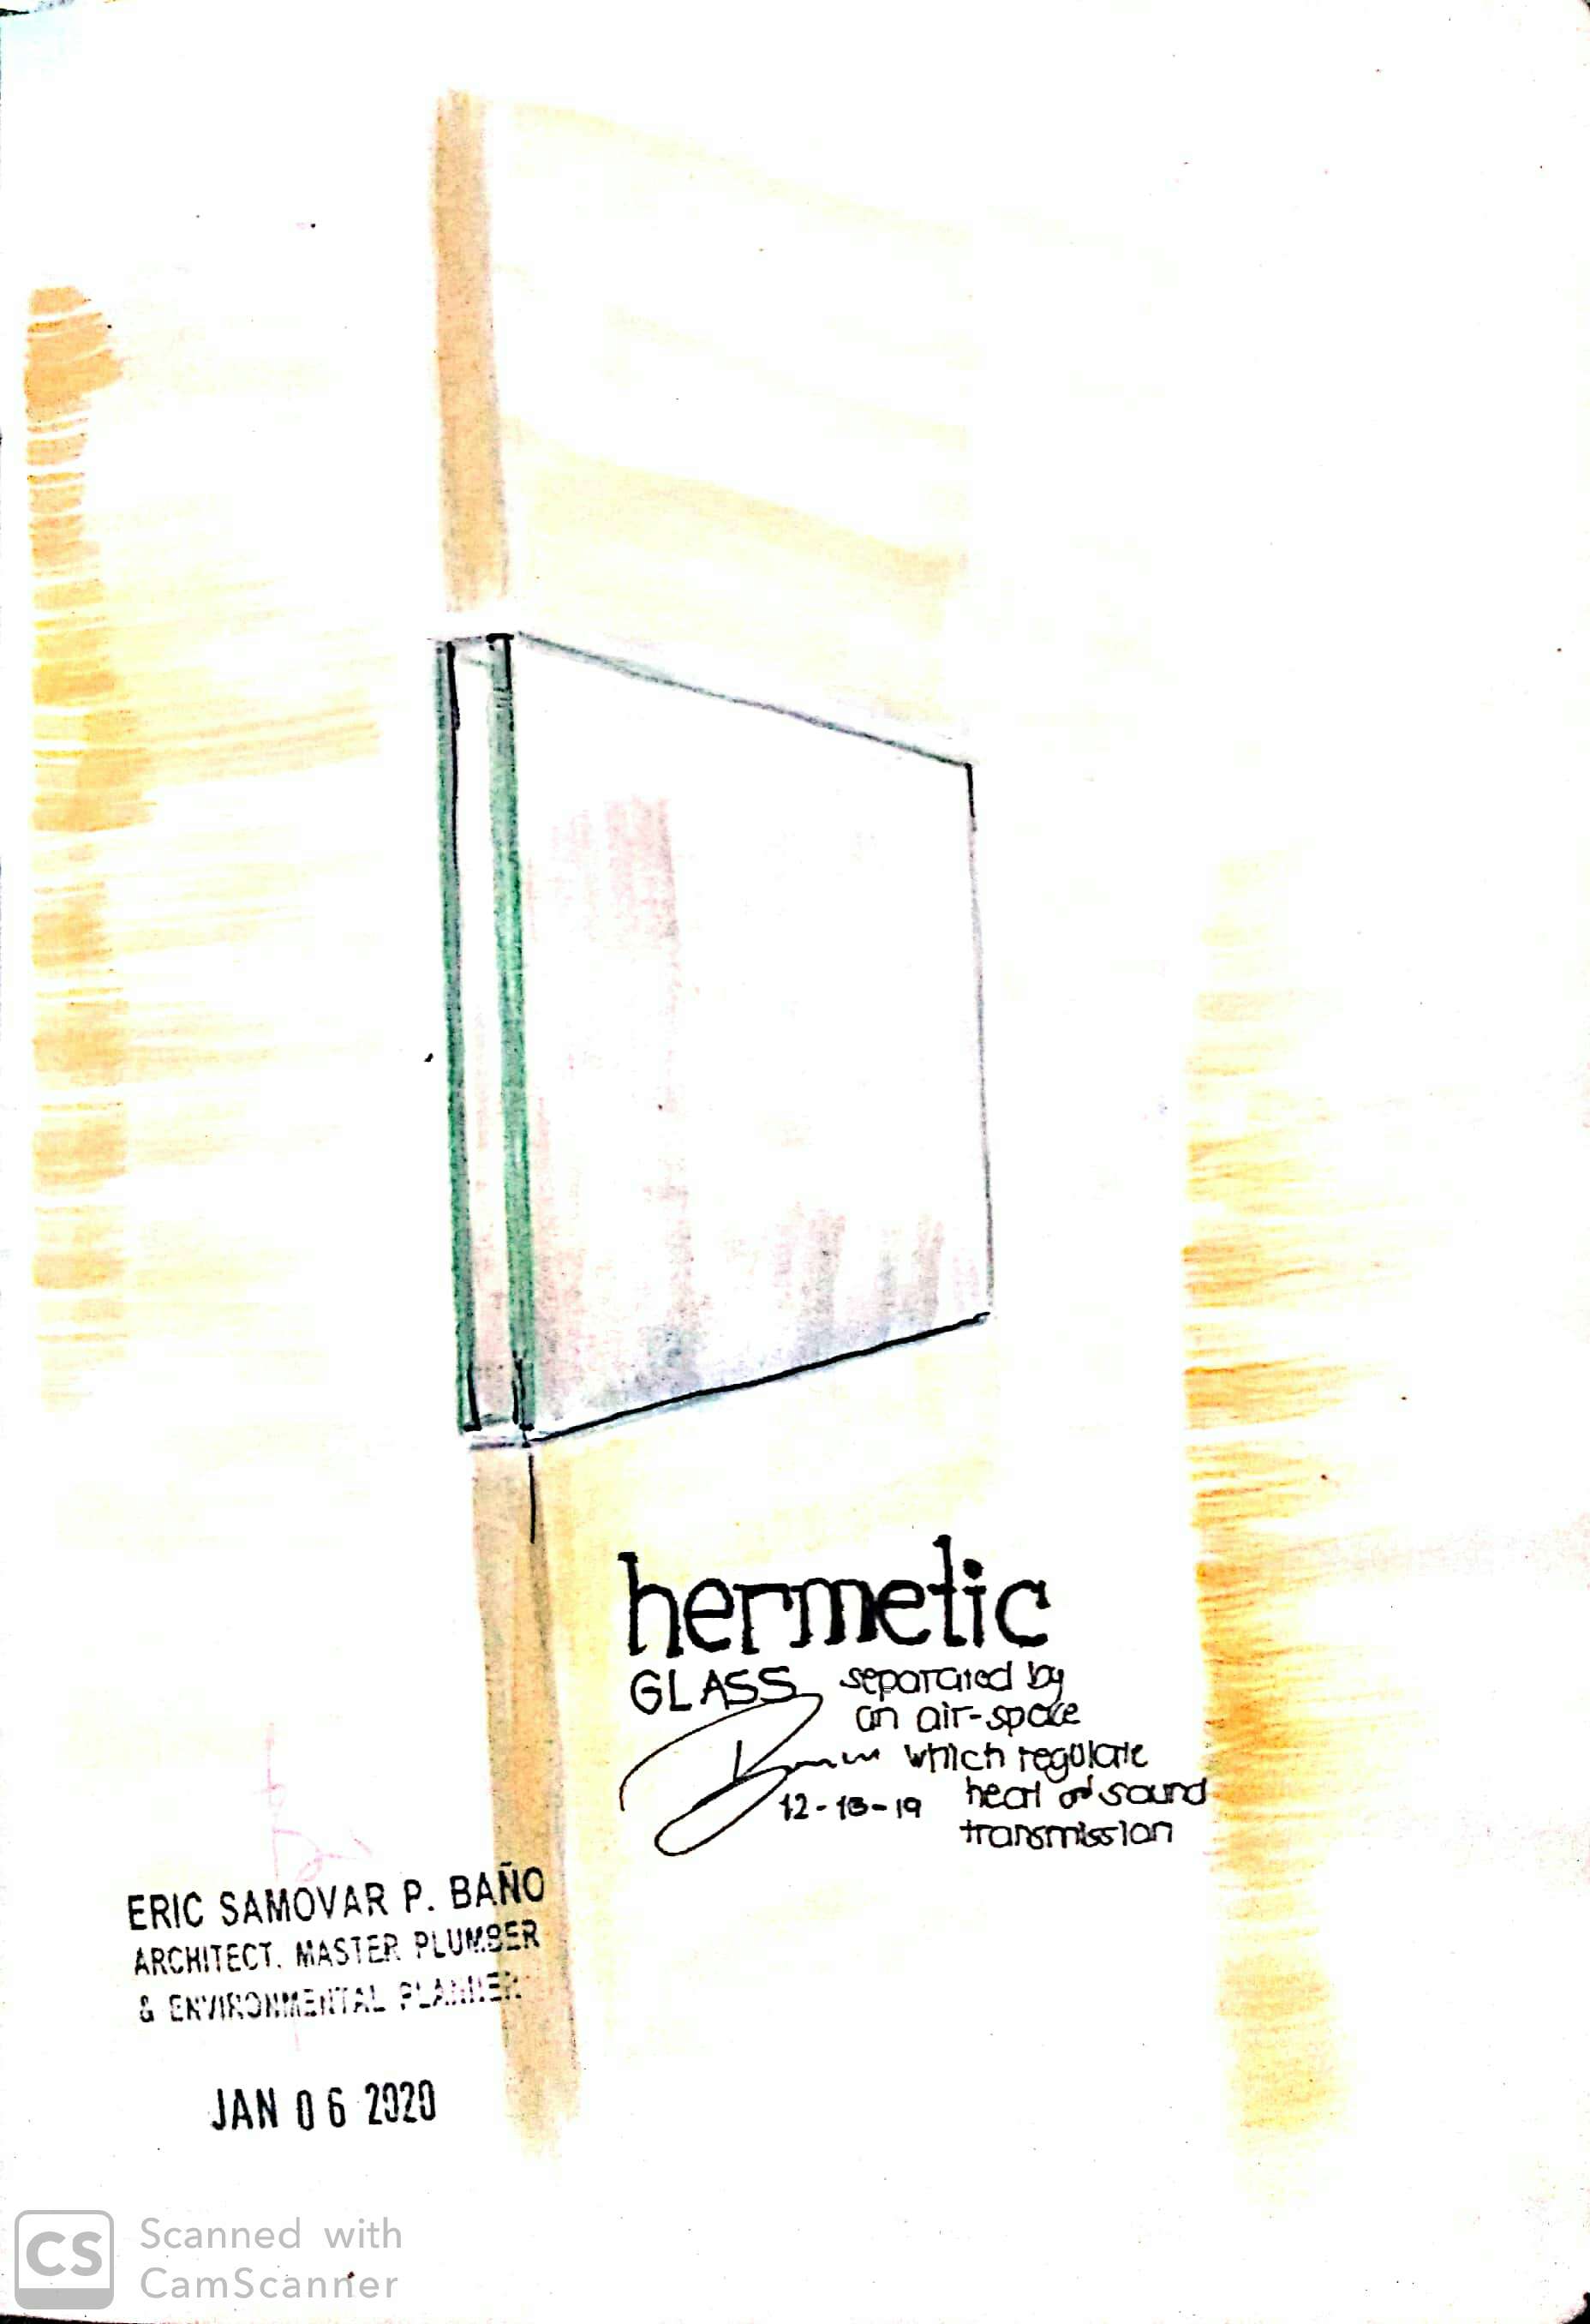 hermetic
GLASS separated by
an air-space
which regulate
12-13-19 heat and sound
transmission
ERIC SAMOVAR P. BAÑO
ARCHITECT, MASTER PLUMBER
& ENVIRONMENTAL PLANNER
JAN 06 2020
CS Scanned with
CamScanner